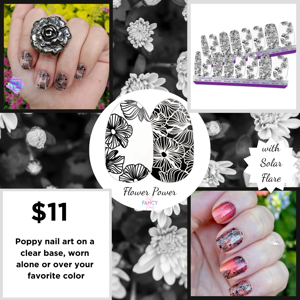 Flower Power
FANCY
with
Solar
Flare
$11
Poppy nail art on a
clear base, worn
alone or over your
favorite color